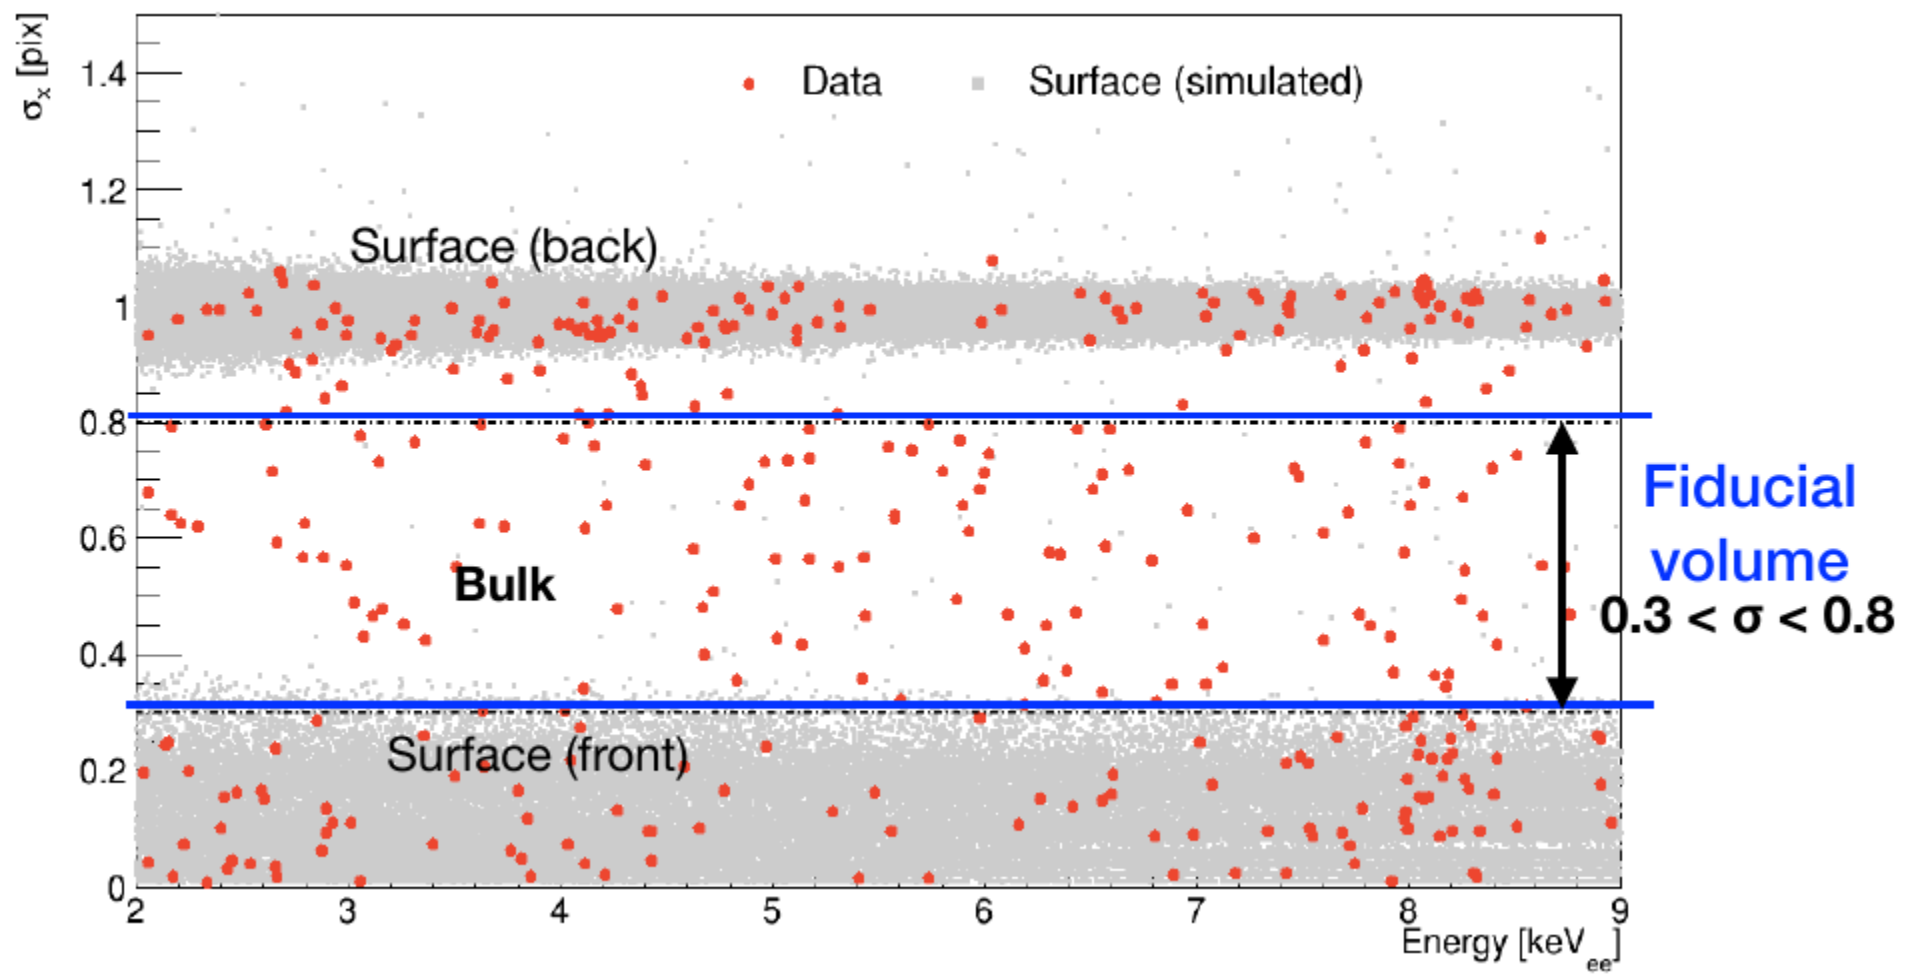 σx [pix]
1.4
1.2
1
0.8
0.6
0.4
0.2
0
Data
Surface (simulated)
Surface (back)
Bulk
Surface (front)
Fiducial
volume
0.3 < σ < 0.8
2 3 4 5 6 7 8 9
Energy [keVee]